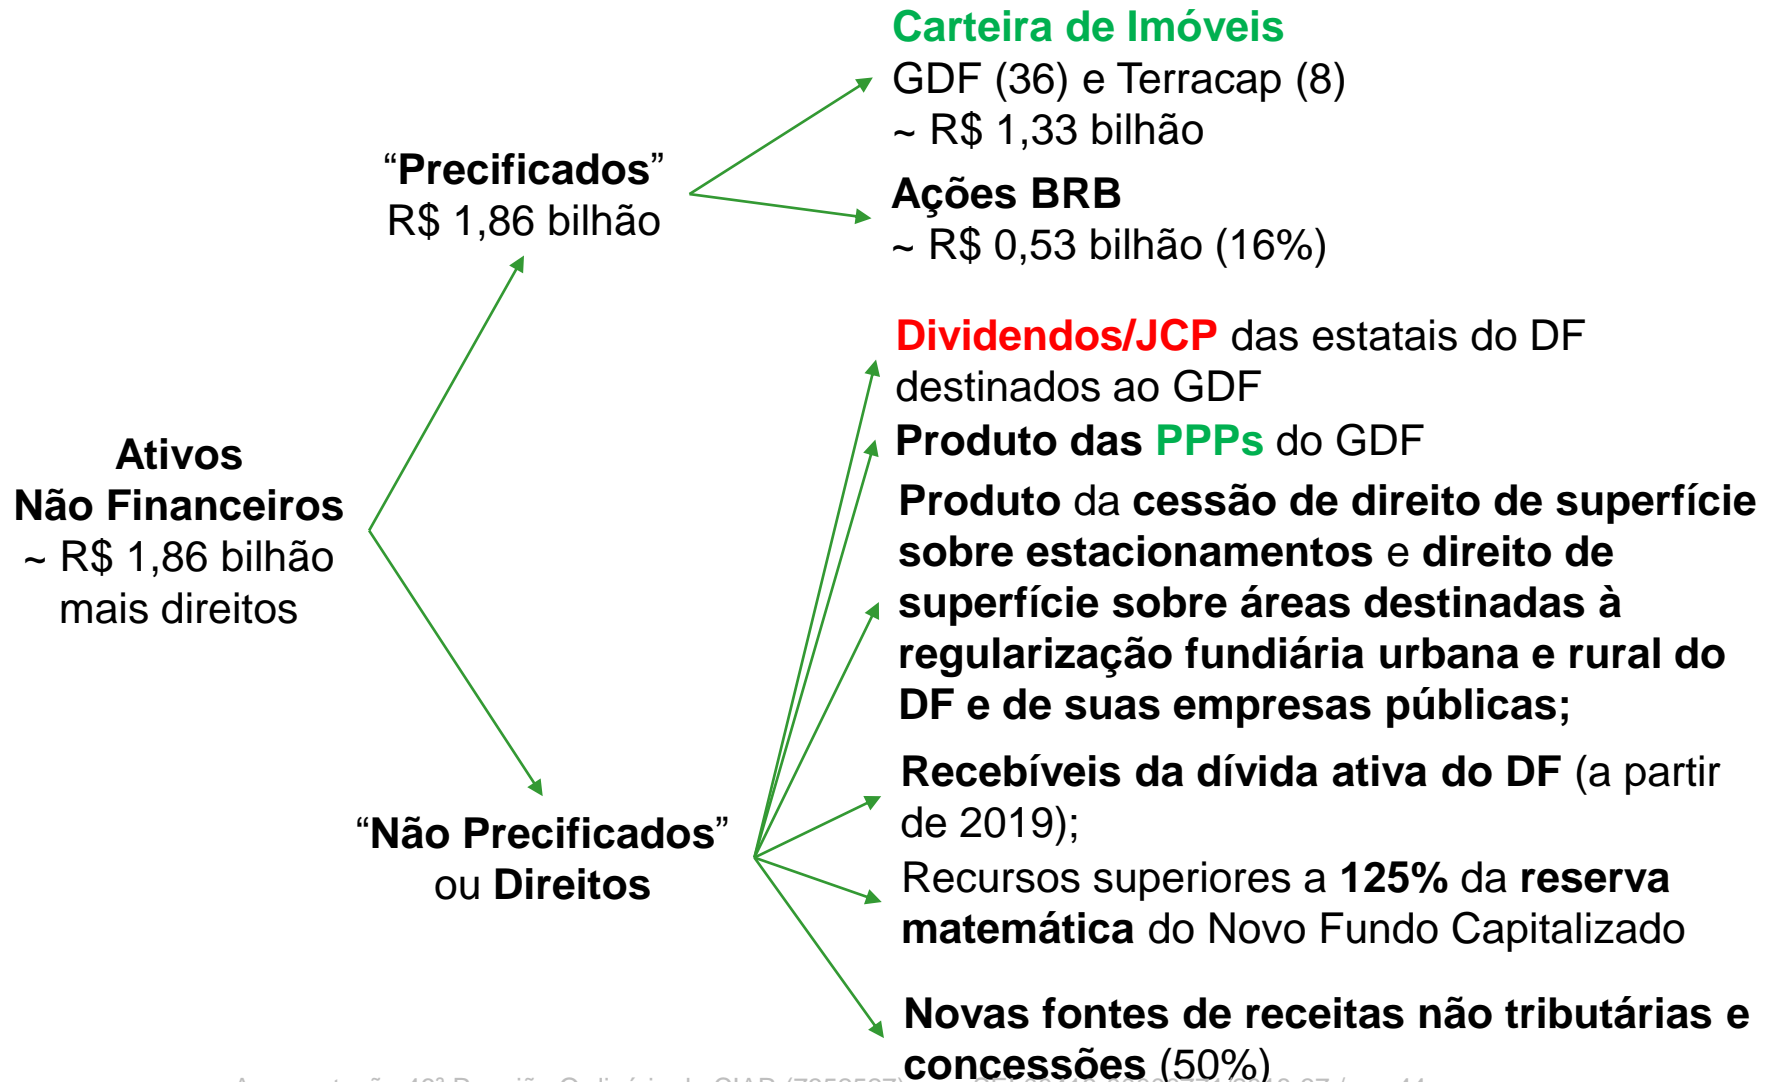 Carteira de Imóveis
GDF (36) e Terracap (8)
~ R$ 1,33 bilhão
“Precificados”
R$ 1,86 bilhão
Ações BRB
~ R$ 0,53 bilhão (16%)
Dividendos/JCP das estatais do DF
destinados ao GDF
Produto das PPPs do GDF
Ativos
Não Financeiros
~ R$ 1,86 bilhão
mais direitos
Produto da cessão de direito de superfície
sobre estacionamentos e direito de
superfície sobre áreas destinadas à
regularização fundiária urbana e rural do
DF e de suas empresas públicas;
“Não Precificados”
ou Direitos
Recebíveis da dívida ativa do DF (a partir
de 2019);
Recursos superiores a 125% da reserva
matemática do Novo Fundo Capitalizado
Novas fontes de receitas não tributárias e
concessões (50%)